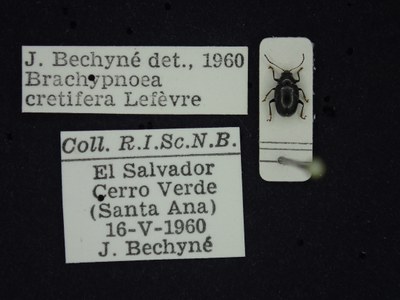 J. Bechyné det., 1960
Brachypnoea
cretifera Lefèvre
Coll. R.I.Sc.N.B.
El Salvador
Cerro Verde
(Santa Ana)
16-V-1960
J. Bechyné